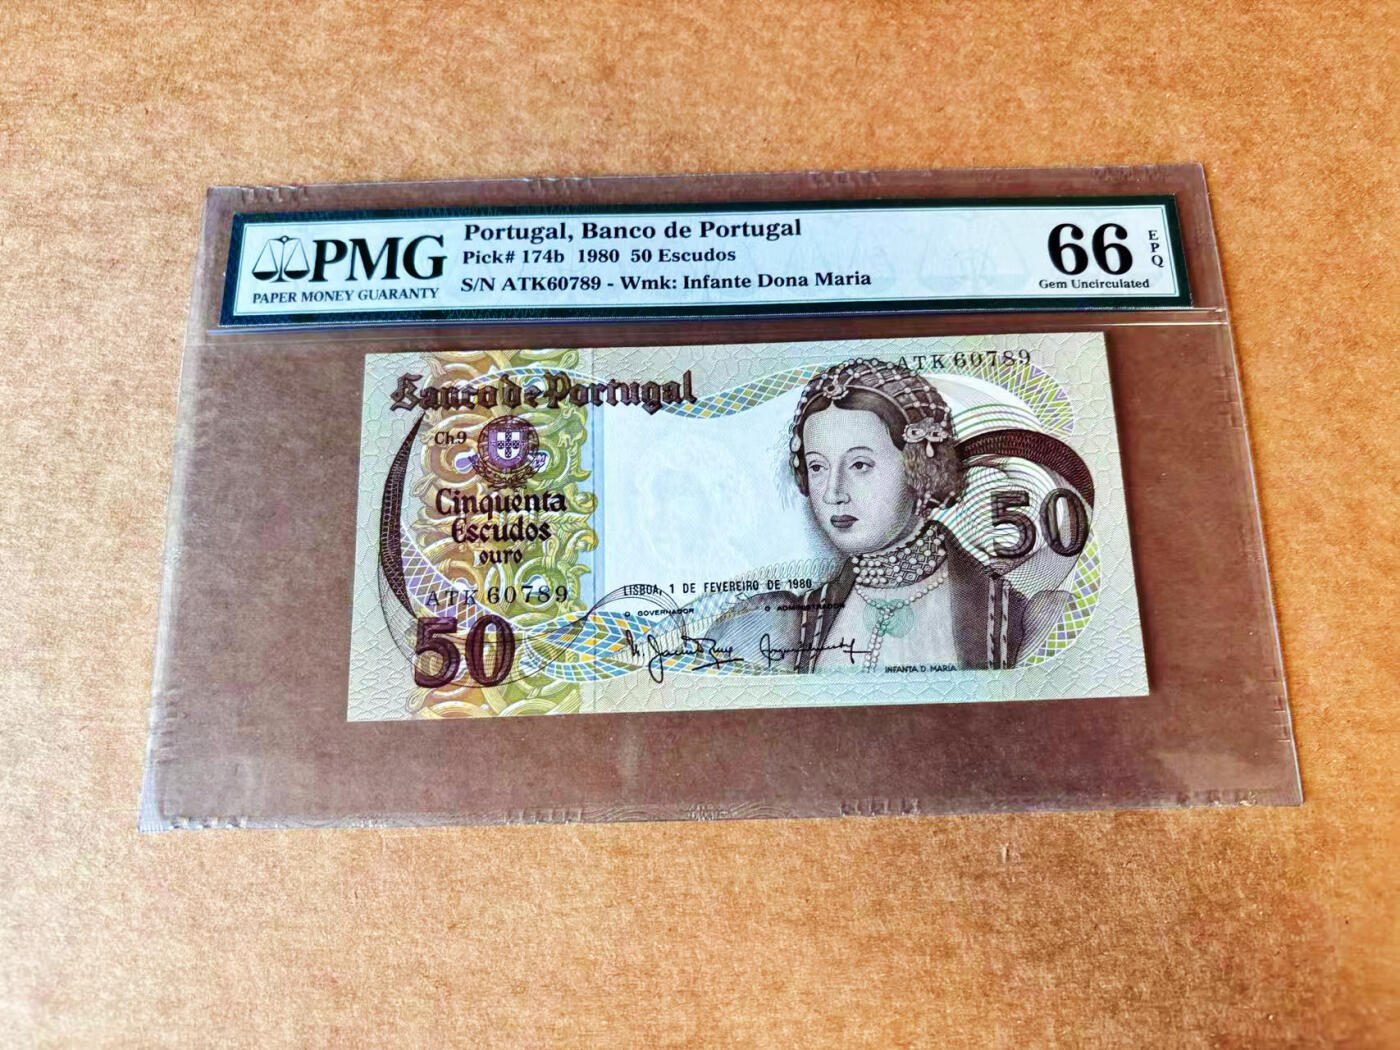 PMG
PAPER MONEY GUARANTY
Portugal, Banco de Portugal
Pick# 174b 1980 50 Escudos
S/N ATK60789 - Wmk: Infante Dona Maria
66
EPQ
Gem Uncirculated
ATK 60789
Banco de Portugal
Ch.9
Cinquenta
Escudos
ouro
50
ATK 60789
LISBOA, 1 DE FEVEREIRO DE 1980
O GOVERNADOR
O ADMINISTRADOR
50
INFANTA D. MARIA